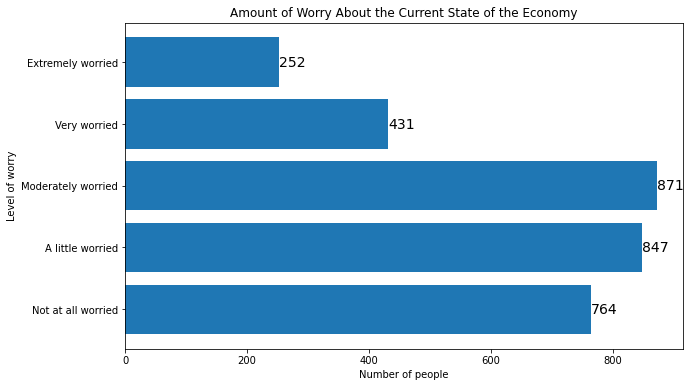 Amount of Worry About the Current State of the Economy
Level of worry
Extremely worried
252
Very worried
431
Moderately worried
871
A little worried
847
Not at all worried
764
0
200
400
600
800
Number of people